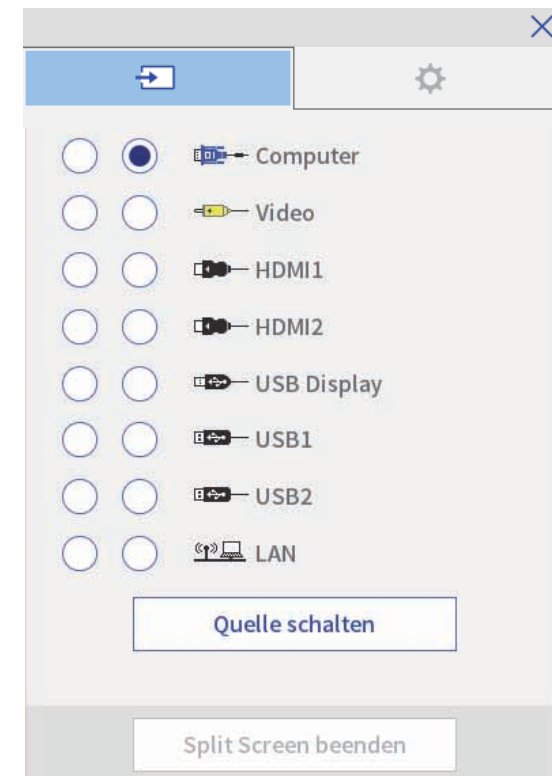 Computer
Video
HDMI1
HDMI2
USB Display
USB1
USB2
LAN
Quelle schalten
Split Screen beenden